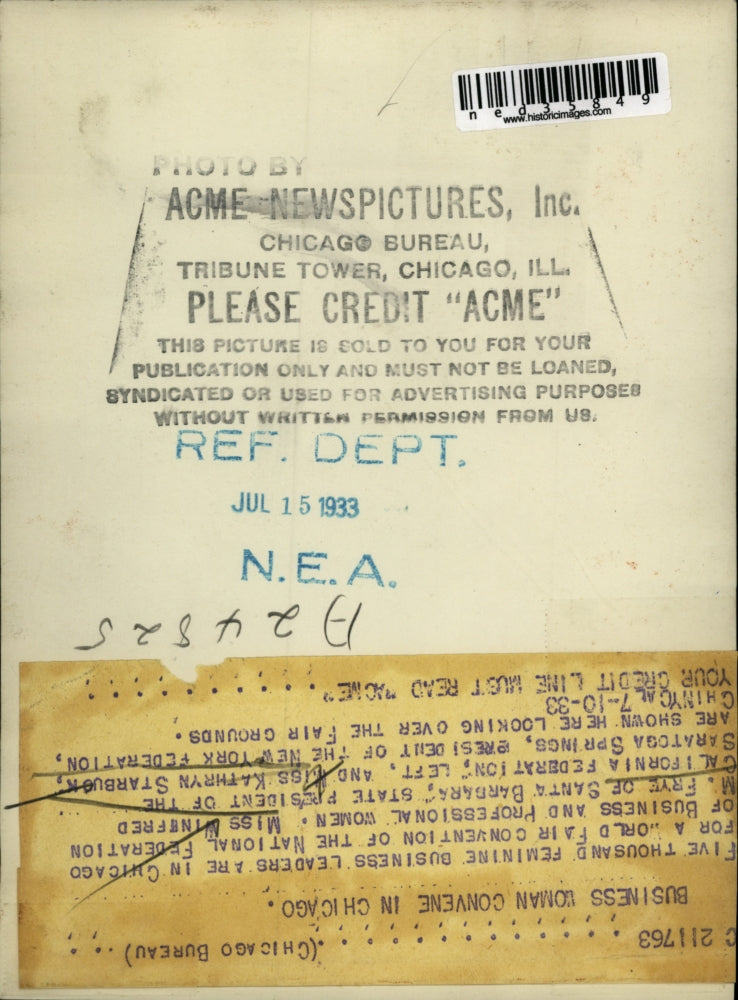 ned35849
www.historicimages.com
PHOTO BY
ACME NEWSPICTURES, Inc.
CHICAGO BUREAU,
TRIBUNE TOWER, CHICAGO, ILL.
PLEASE CREDIT "ACME"
THIS PICTURE IS SOLD TO YOU FOR YOUR
PUBLICATION ONLY AND MUST NOT BE LOANED,
SYNDICATED OR USED FOR ADVERTISING PURPOSES
WITHOUT WRITTEN PERMISSION FROM US.
REF. DEPT.
JUL 15 1933
N.E.A.
A24825
C 211763 . . . . . . . . . . . (CHICAGO BUREAU) . . .
BUSINESS WOMAN CONVENE IN CHICAGO.
FIVE THOUSAND FEMININE BUSINESS LEADERS ARE IN CHICAGO
FOR A WORLD FAIR CONVENTION OF THE NATIONAL FEDERATION
OF BUSINESS AND PROFESSIONAL WOMEN. MISS WINEFRED
M. FRYE OF SANTA BARBARA, STATE PRESIDENT OF THE
CALIFORNIA FEDERATION, LEFT, AND MISS KATHRYN STARBUCK,
SARATOGA SPRINGS, PRESIDENT OF THE NEW YORK FEDERATION,
ARE SHOWN HERE LOOKING OVER THE FAIR GROUNDS.
CHINYCAL 7-10-33
YOUR CREDIT LINE MUST READ "ACME" . . . . . . . .